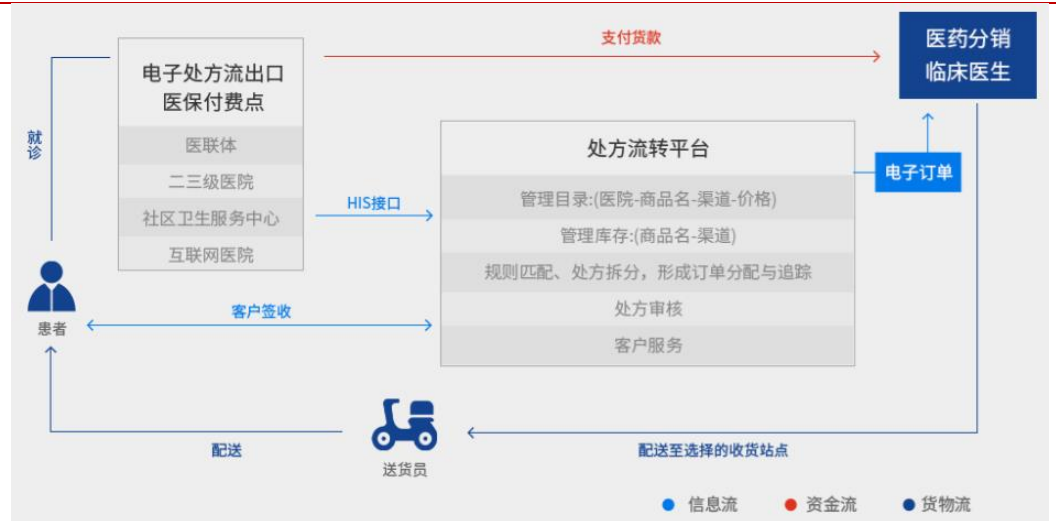 支付货款
医药分销
临床医生
电子处方流出口
医保付费点
医联体
二三级医院
社区卫生服务中心
互联网医院
就诊
处方流转平台
管理目录:(医院-商品名-渠道-价格)
管理库存:(商品名-渠道)
规则匹配、处方拆分，形成订单分配与追踪
处方审核
客户服务
电子订单
HIS接口
客户签收
患者
配送
送货员
配送至选择的收货站点
信息流
资金流
货物流